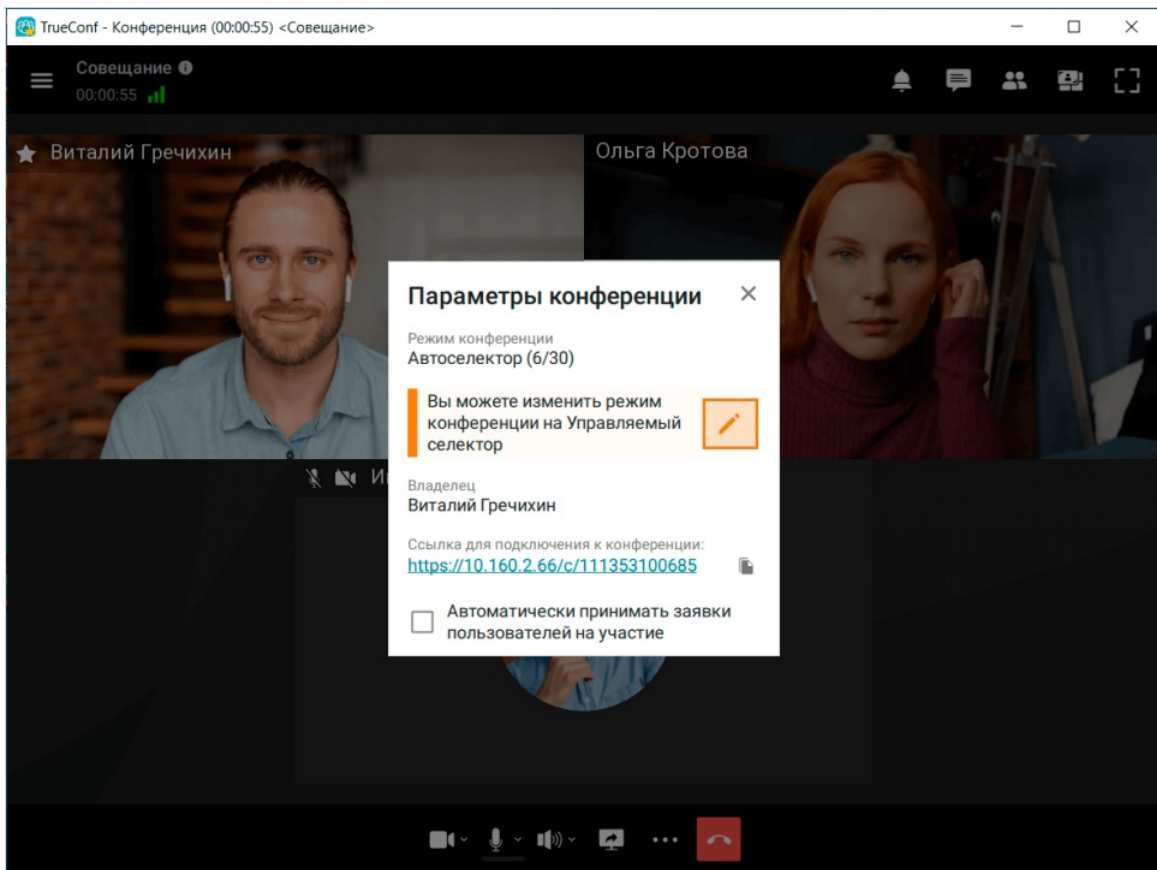 TrueConf - Конференция (00:00:55) <Совещание>
Совещание
00:00:55
Виталий Гречихин
Ольга Кротова
Параметры конференции
Режим конференции
Автоселектор (6/30)
Вы можете изменить режим
конференции на Управляемый
селектор
Владелец
Виталий Гречихин
Ссылка для подключения к конференции:
https://10.160.2.66/c/111353100685
Автоматически принимать заявки
пользователей на участие